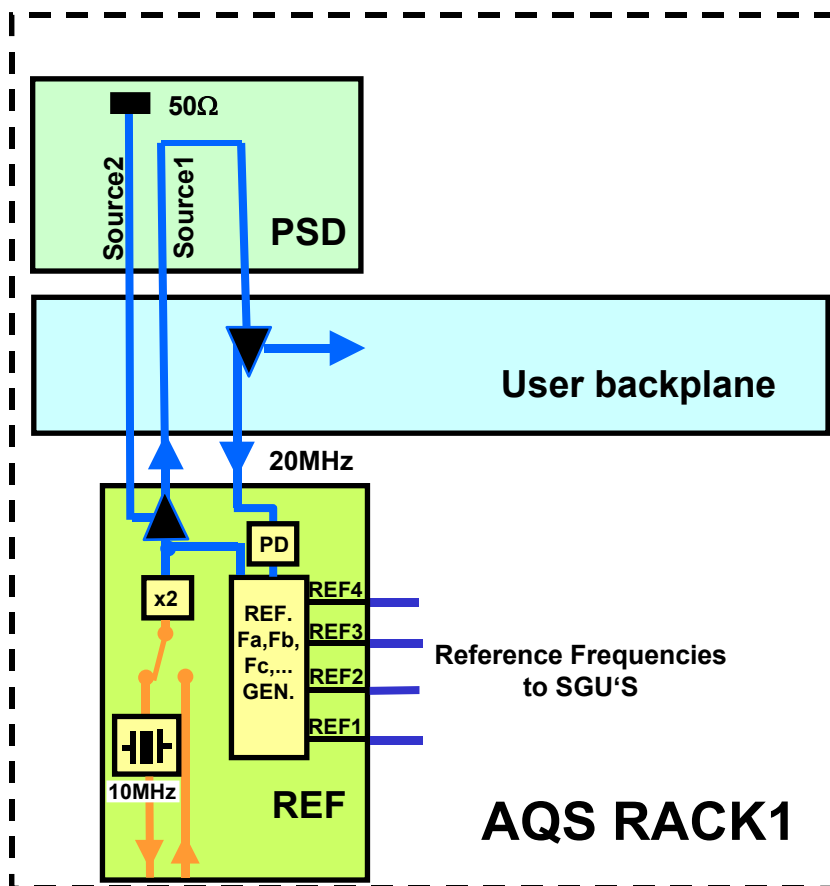 50Ω
Source2
Source1
PSD
User backplane
20MHz
PD
x2
REF.
Fa,Fb,
Fc,...
GEN.
REF4
REF3
REF2
REF1
Reference Frequencies
to SGU‘S
10MHz
REF
AQS RACK1